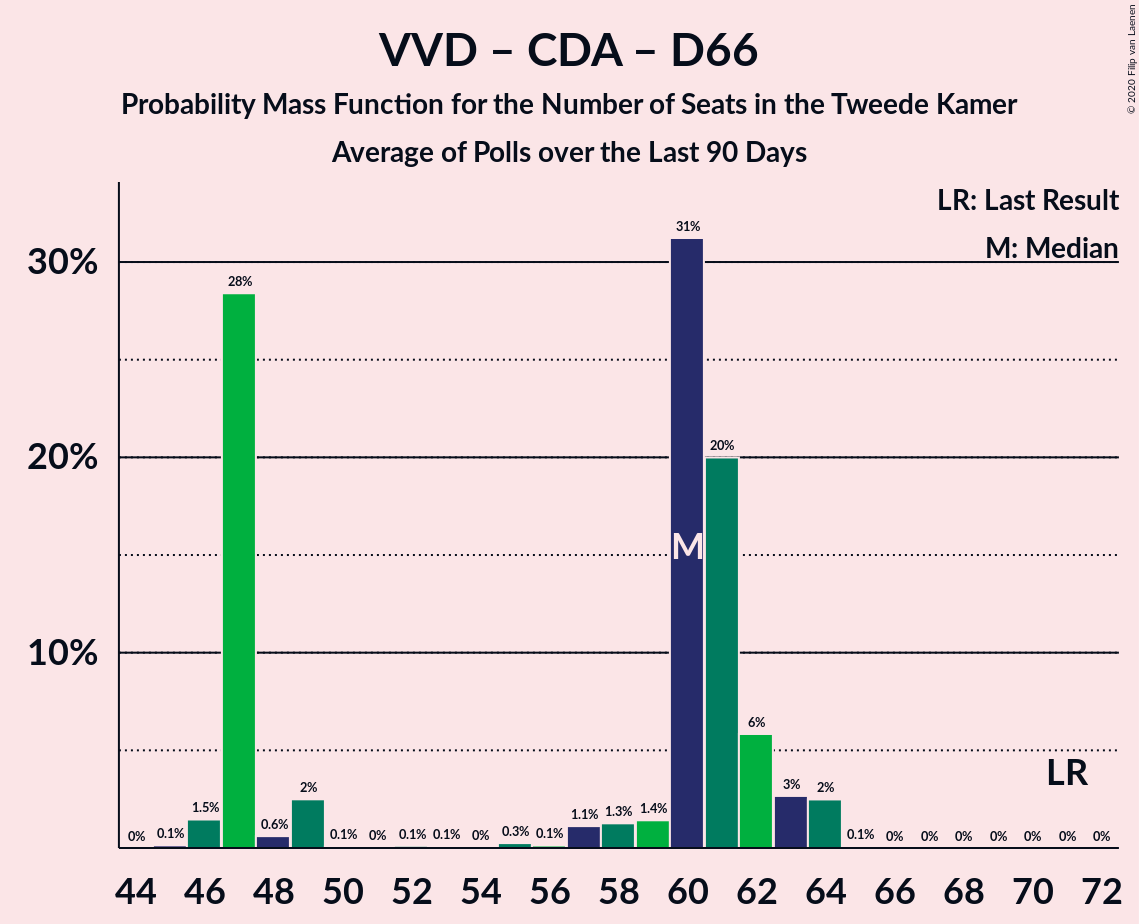 VVD – CDA – D66
Probability Mass Function for the Number of Seats in the Tweede Kamer
Average of Polls over the Last 90 Days
© 2020 Filip van Laenen
LR: Last Result
M: Median
30%
20%
10%
0% 0.1% 1.5% 28% 0.6% 2% 0.1% 0% 0.1% 0.1% 0% 0.3% 0.1% 1.1% 1.3% 1.4% 31% 20% 6% 3% 2% 0.1% 0% 0% 0% 0% 0% 0% 0%
M
LR
44 46 48 50 52 54 56 58 60 62 64 66 68 70 72